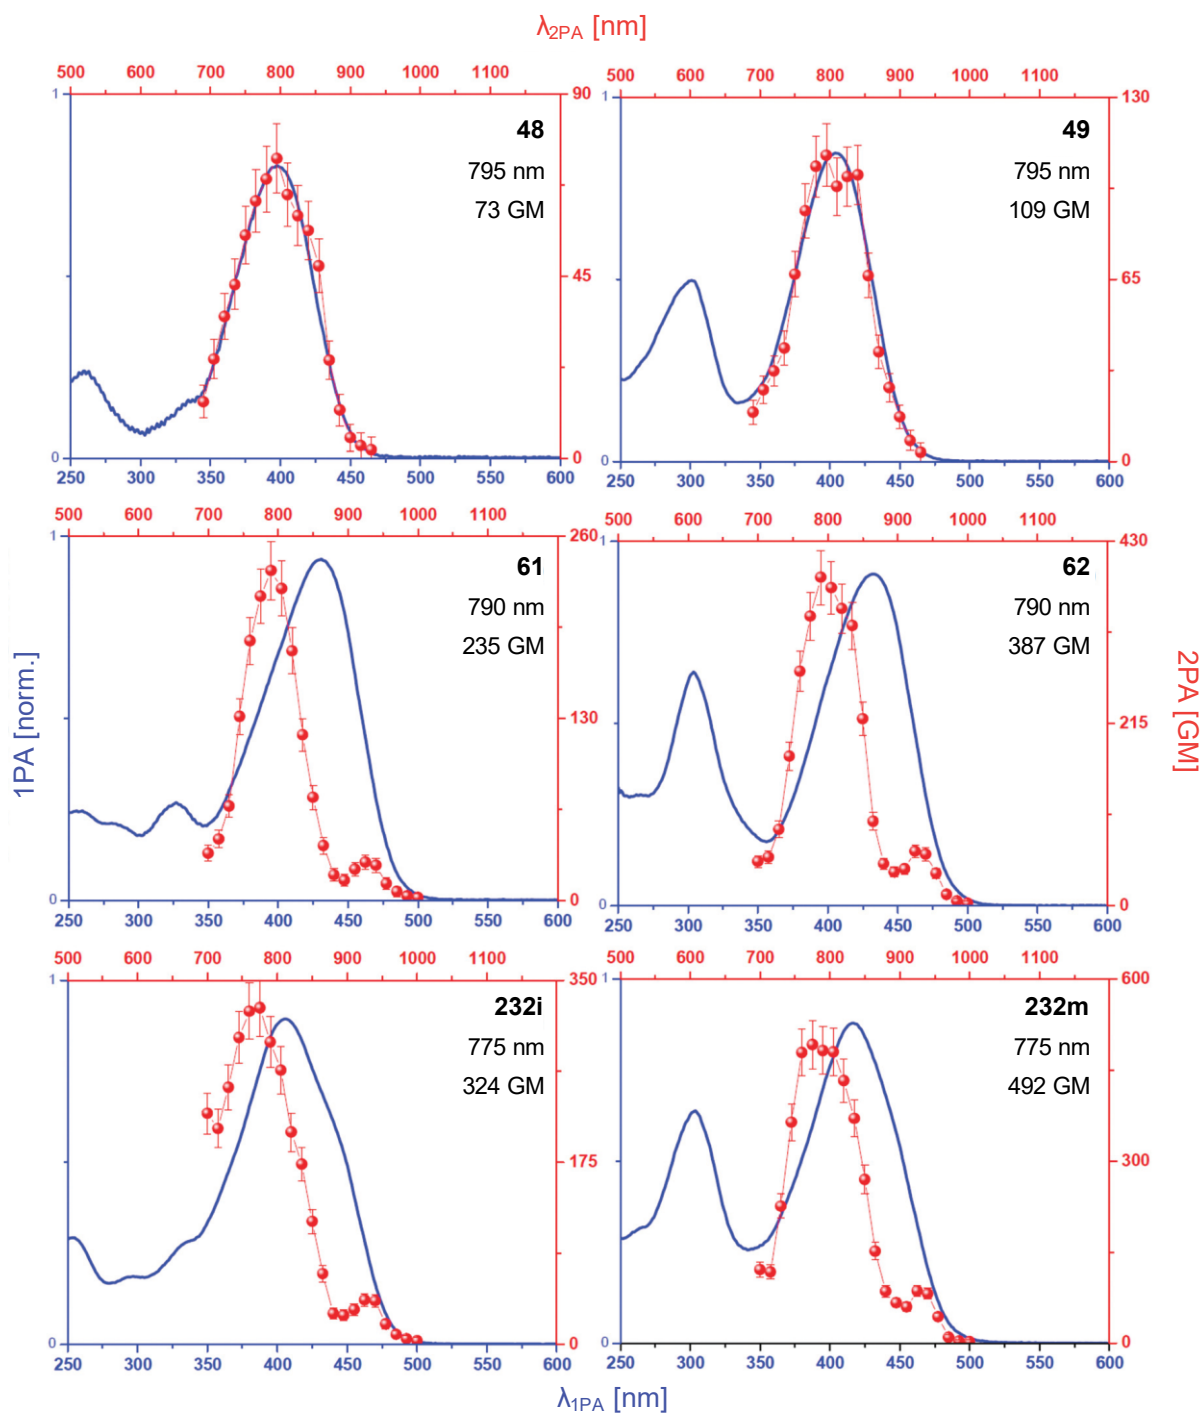 λ2PA [nm]
500 600 700 800 900 1000 1100
500 600 700 800 900 1000 1100
1 90 1 130
48 49
795 nm 795 nm
73 GM 109 GM
45 65
0 0 0 0
250 300 350 400 450 500 550 600
250 300 350 400 450 500 550 600
500 600 700 800 900 1000 1100
500 600 700 800 900 1000 1100
1 260 1 430
61 62
790 nm 790 nm
235 GM 387 GM
1PA [norm.]
2PA [GM]
130 215
0 0 0 0
250 300 350 400 450 500 550 600
250 300 350 400 450 500 550 600
500 600 700 800 900 1000 1100
500 600 700 800 900 1000 1100
1 350 1 600
232i 232m
775 nm 775 nm
324 GM 492 GM
175 300
0 0 0 0
250 300 350 400 450 500 550 600
250 300 350 400 450 500 550 600
λ1PA [nm]